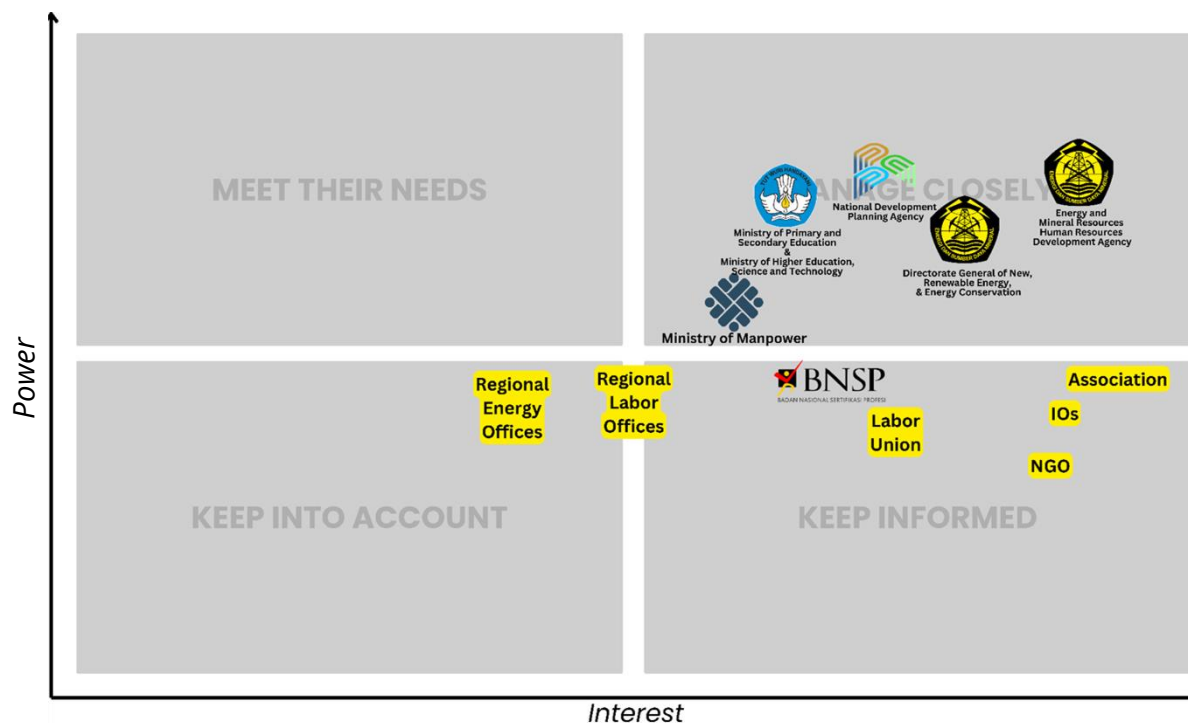 MEET THEIR NEEDS
ANAGE CLOSELY
National Development
Planning Agency
Energy and
Mineral Resources
Human Resources
Development Agency
Ministry of Primary and
Secondary Education
&
Ministry of Higher Education,
Science and Technology
Directorate General of New,
Renewable Energy,
& Energy Conservation
Ministry of Manpower
Power
Regional
Energy
Offices
Regional
Labor
Offices
BNSP
BADAN NASIONAL SERTIFIKASI PROFESI
Labor
Union
Association
IOs
NGO
KEEP INTO ACCOUNT
KEEP INFORMED
Interest